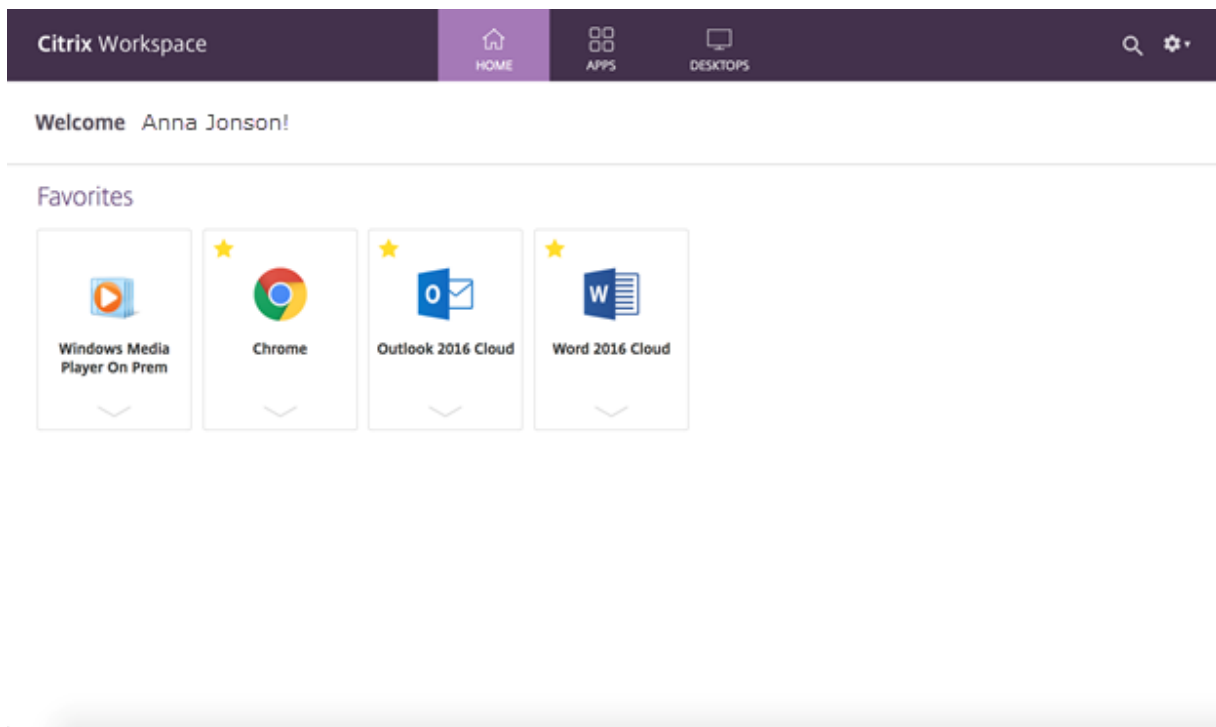 Citrix Workspace
HOME
APPS
DESKTOPS
Welcome Anna Jonson!
Favorites
Windows Media
Player On Prem
Chrome
Outlook 2016 Cloud
Word 2016 Cloud